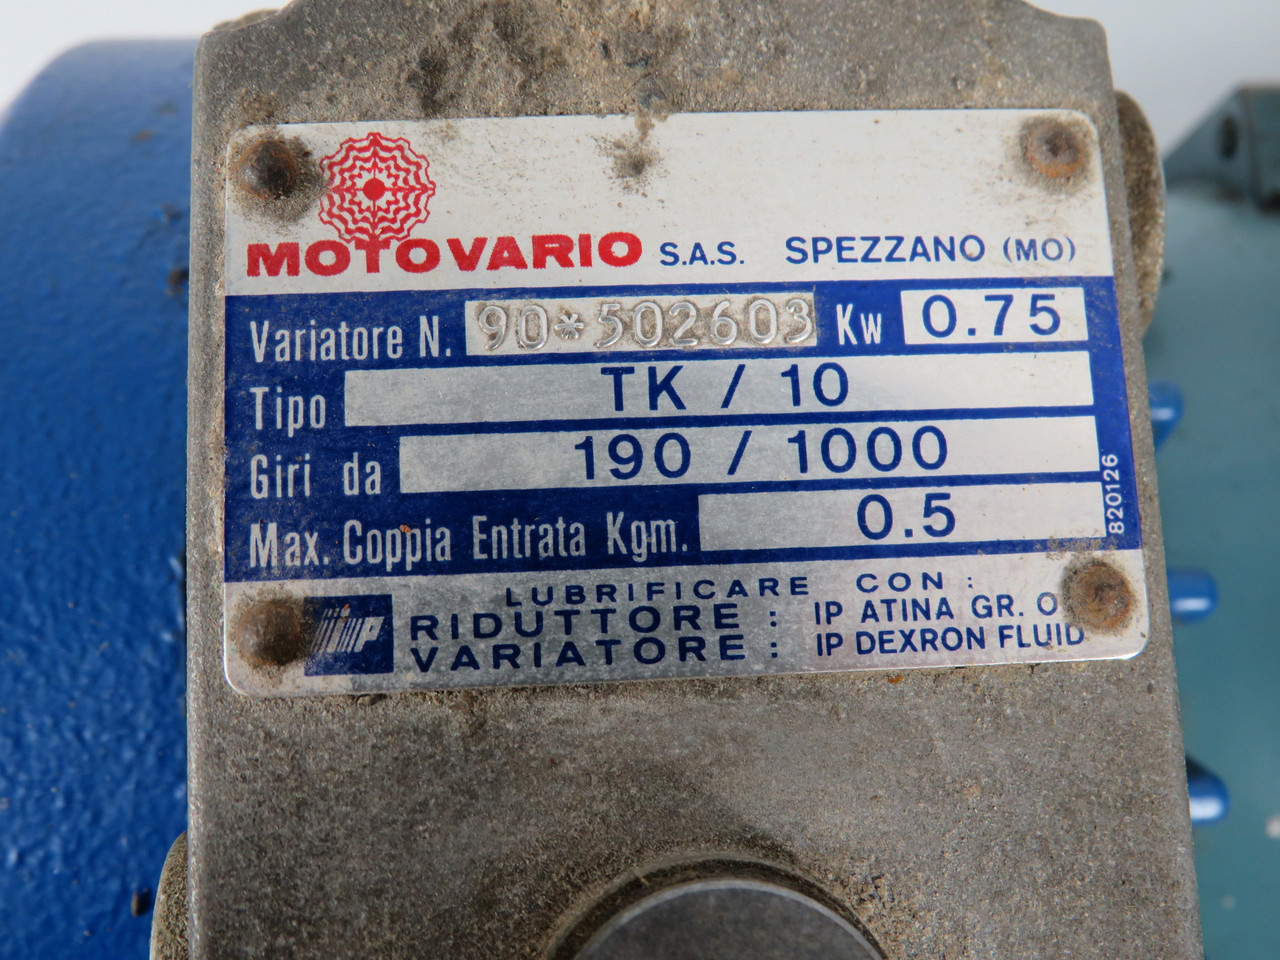 MOTOVARIO S.A.S. SPEZZANO (MO)
Variatore N. 90*502603 Kw 0.75
Tipo TK / 10
Giri da 190 / 1000
Max. Coppia Entrata Kgm. 0.5
820126
LUBRIFICARE CON :
RIDUTTORE : IP ATINA GR. O
VARIATORE : IP DEXRON FLUID
IP